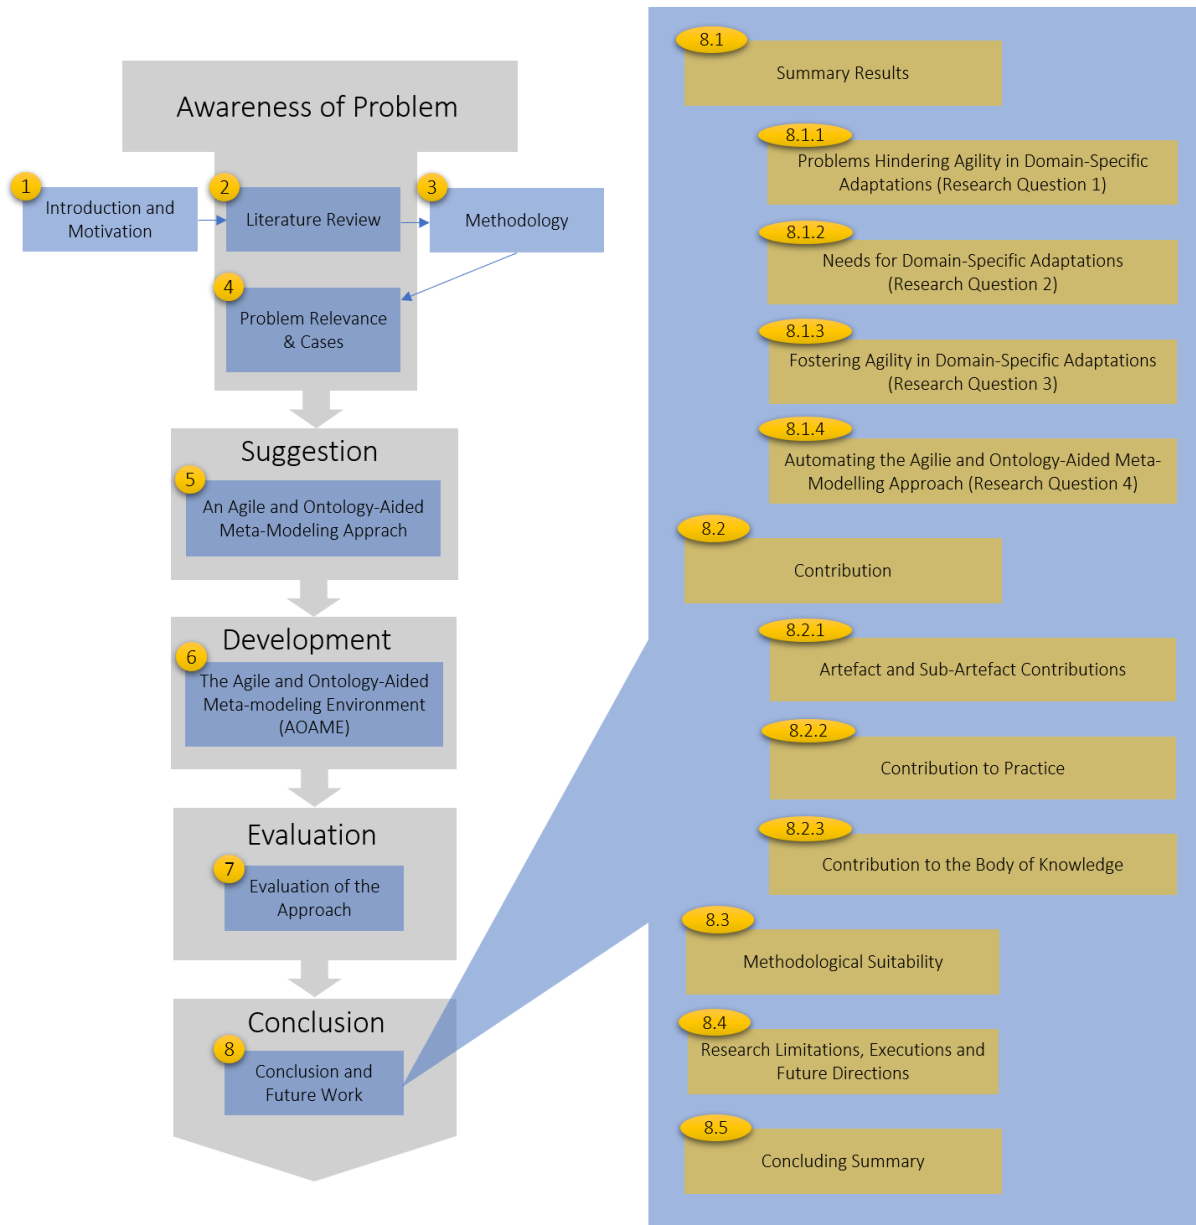 Awareness of Problem
1
Introduction and
Motivation
2
Literature Review
3
Methodology
4
Problem Relevance
& Cases
Suggestion
5
An Agile and Ontology-Aided
Meta-Modeling Apprach
Development
6
The Agile and Ontology-Aided
Meta-modeling Environment
(AOAME)
Evaluation
7
Evaluation of the
Approach
Conclusion
8
Conclusion and
Future Work
8.1
Summary Results
8.1.1
Problems Hindering Agility in Domain-Specific
Adaptations (Research Question 1)
8.1.2
Needs for Domain-Specific Adaptations
(Research Question 2)
8.1.3
Fostering Agility in Domain-Specific Adaptations
(Research Question 3)
8.1.4
Automating the Agilie and Ontology-Aided Meta-
Modelling Approach (Research Question 4)
8.2
Contribution
8.2.1
Artefact and Sub-Artefact Contributions
8.2.2
Contribution to Practice
8.2.3
Contribution to the Body of Knowledge
8.3
Methodological Suitability
8.4
Research Limitations, Executions and
Future Directions
8.5
Concluding Summary